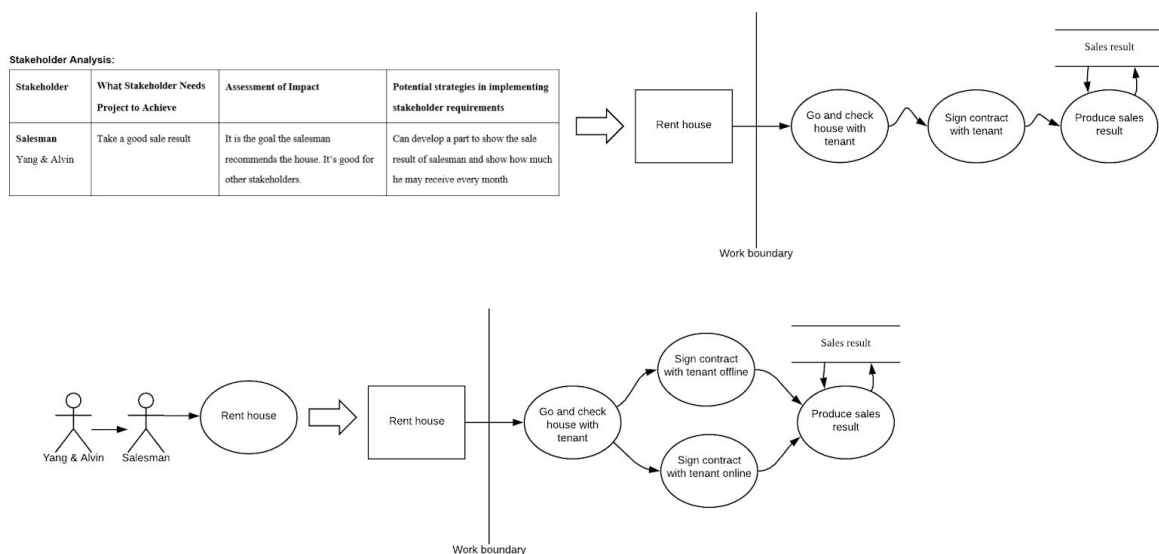 Stakeholder Analysis:
Stakeholder
What Stakeholder Needs
Project to Achieve
Assessment of Impact
Potential strategies in implementing
stakeholder requirements
Salesman
Yang & Alvin
Take a good sale result
It is the goal the salesman
recommends the house. It's good for
other stakeholders.
Can develop a part to show the sale
result of salesman and show how much
he may receive every month
Rent house
Go and check
house with
tenant
Sign contract
with tenant
Sales result
Produce sales
result
Work boundary
Yang & Alvin
Salesman
Rent house
Rent house
Go and check
house with
tenant
Sign contract
with tenant offline
Sign contract
with tenant online
Sales result
Produce sales
result
Work boundary